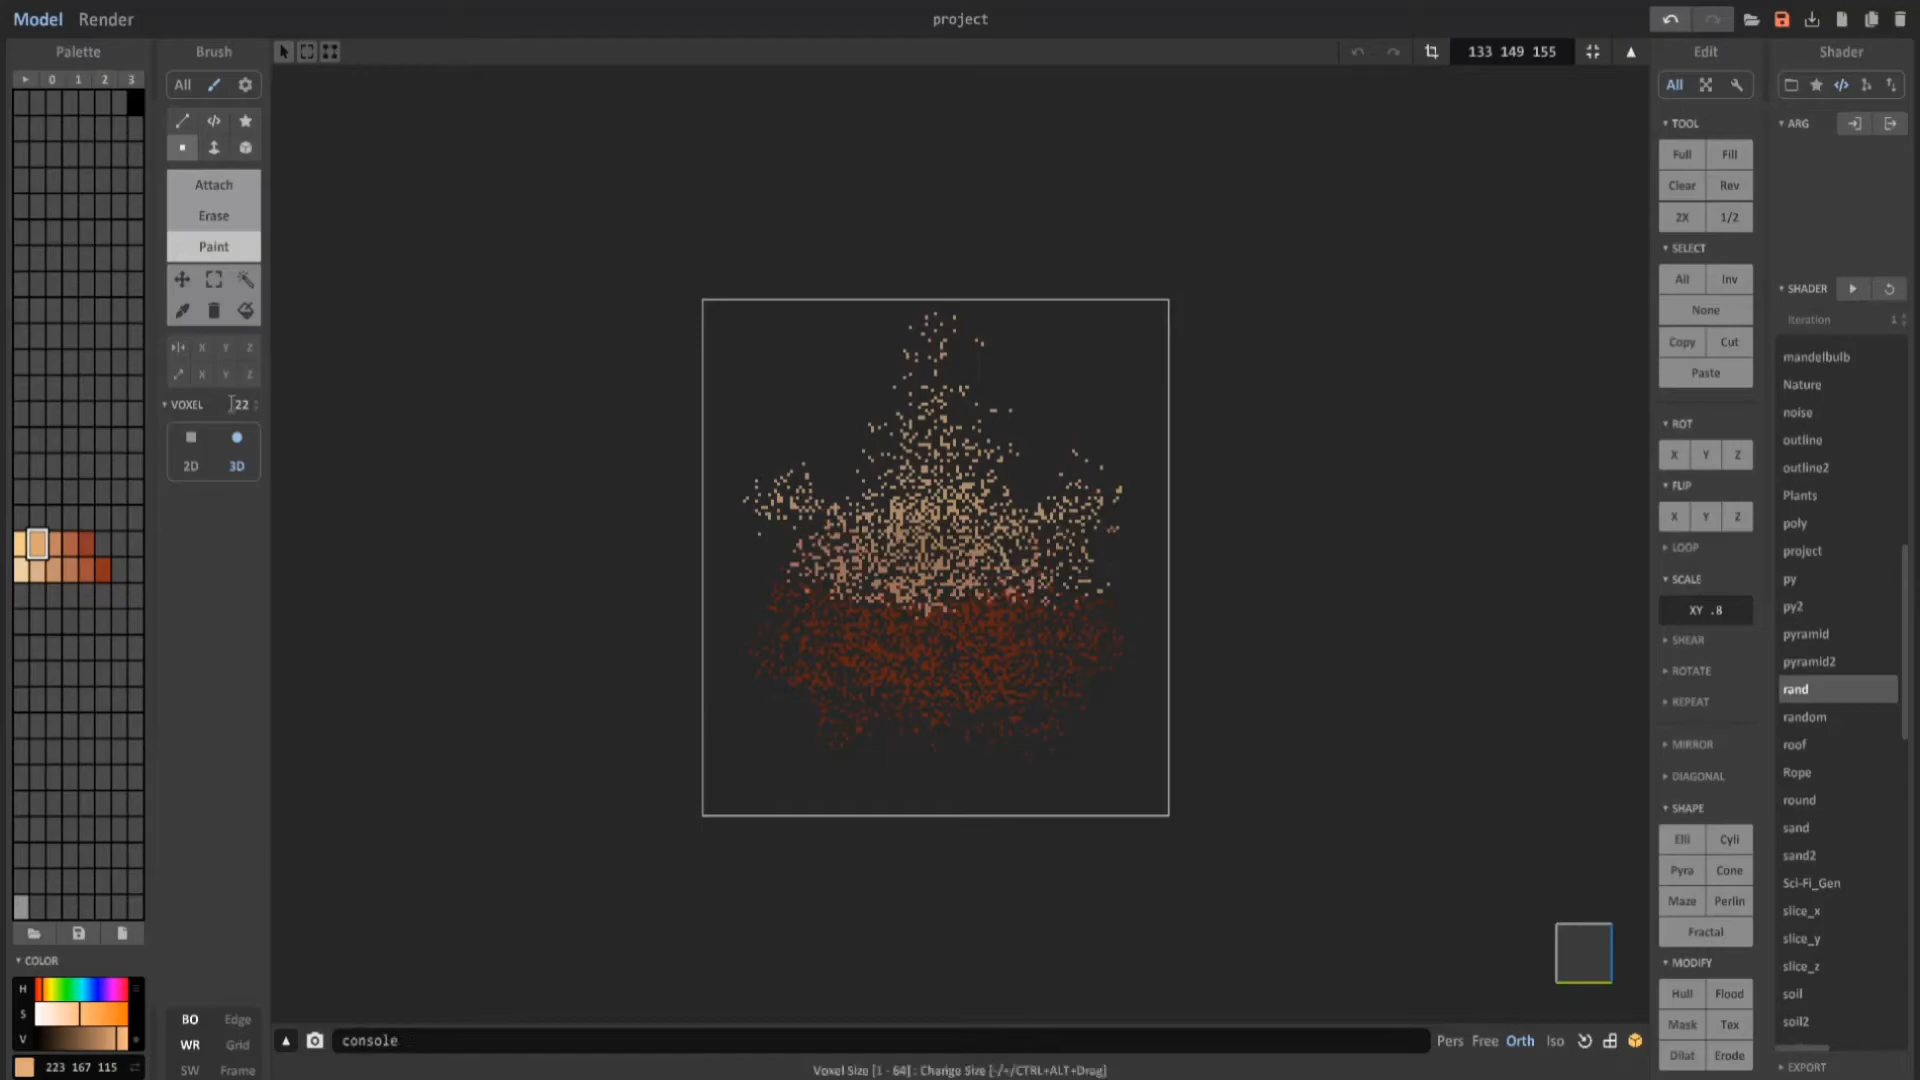 Model Render project
Palette Brush 133 149 155 Edit Shader
0 1 2 3 All All
TOOL ARG
Full Fill
Attach Clear Rev
Erase 2X 1/2
Paint SELECT
All Inv SHADER
None Iteration 1
X Y Z Copy Cut mandelbulb
X Y Z Paste Nature
VOXEL 22 noise
ROT outline
2D 3D X Y Z outline2
FLIP Plants
X Y Z poly
LOOP project
SCALE py
XY .8 py2
SHEAR pyramid
ROTATE pyramid2
REPEAT rand
random
MIRROR roof
DIAGONAL Rope
SHAPE round
Elli Cyli sand
Pyra Cone sand2
Maze Perlin Sci-Fi_Gen
Fractal slice_x
COLOR MODIFY slice_y
H slice_z
S Hull Flood soil
BO Edge Mask Tex soil2
V WR Grid console Pers Free Orth Iso
223 167 115 SW Frame Voxel Size [1 - 64] : Change Size [-/=/CTRL+ALT+Drag] Dilat Erode EXPORT